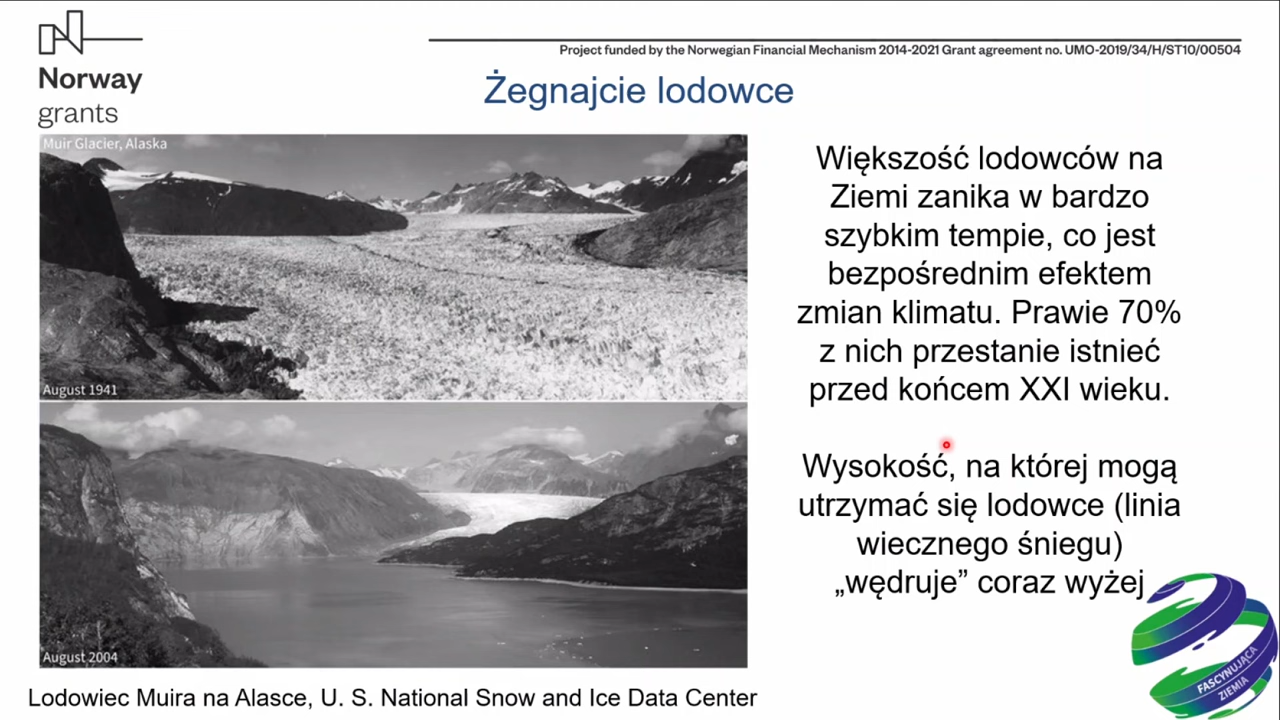 Norway
grants
Project funded by the Norwegian Financial Mechanism 2014-2021 Grant agreement no. UMO-2019/34/H/ST10/00504
Żegnajcie lodowce
Muir Glacier, Alaska
August 1941
August 2004
Lodowiec Muira na Alasce, U. S. National Snow and Ice Data Center
Większość lodowców na
Ziemi zanika w bardzo
szybkim tempie, co jest
bezpośrednim efektem
zmian klimatu. Prawie 70%
z nich przestanie istnieć
przed końcem XXI wieku.
Wysokość, na której mogą
utrzymać się lodowce (linia
wiecznego śniegu)
„wędruje” coraz wyżej
FASCYNUJĄCA
ZIEMIA